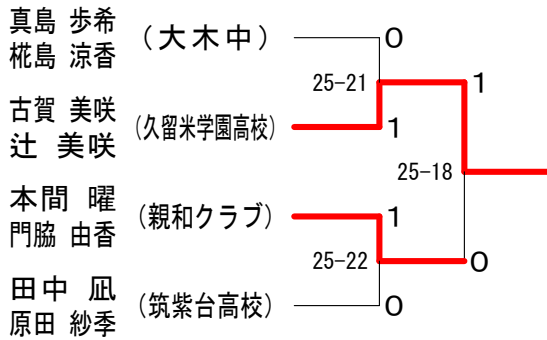 真島 歩希
椛島 涼香
(大木中)
0
25-21
1
古賀 美咲
辻 美咲
(久留米学園高校)
1
25-18
本間 曜
門脇 由香
(親和クラブ)
1
25-22
0
田中 凪
原田 紗季
(筑紫台高校)
0